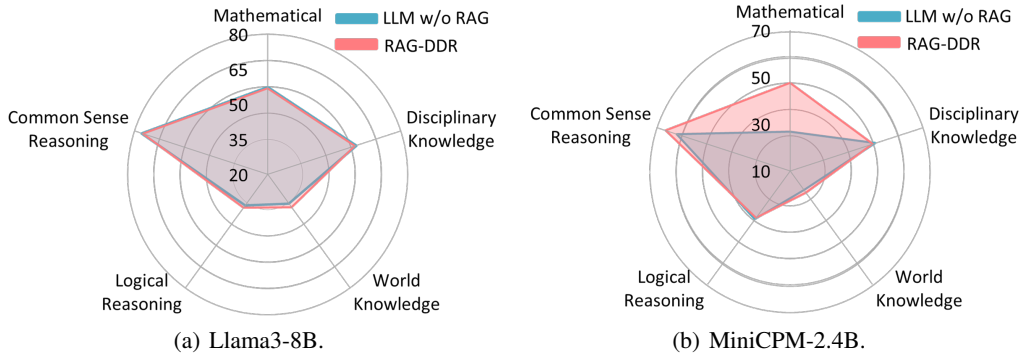 Mathematical
LLM w/o RAG
RAG-DDR
80
65
50
35
20
Common Sense
Reasoning
Disciplinary
Knowledge
Logical
Reasoning
World
Knowledge
(a) Llama3-8B.
Mathematical
LLM w/o RAG
RAG-DDR
70
50
30
10
Common Sense
Reasoning
Disciplinary
Knowledge
Logical
Reasoning
World
Knowledge
(b) MiniCPM-2.4B.